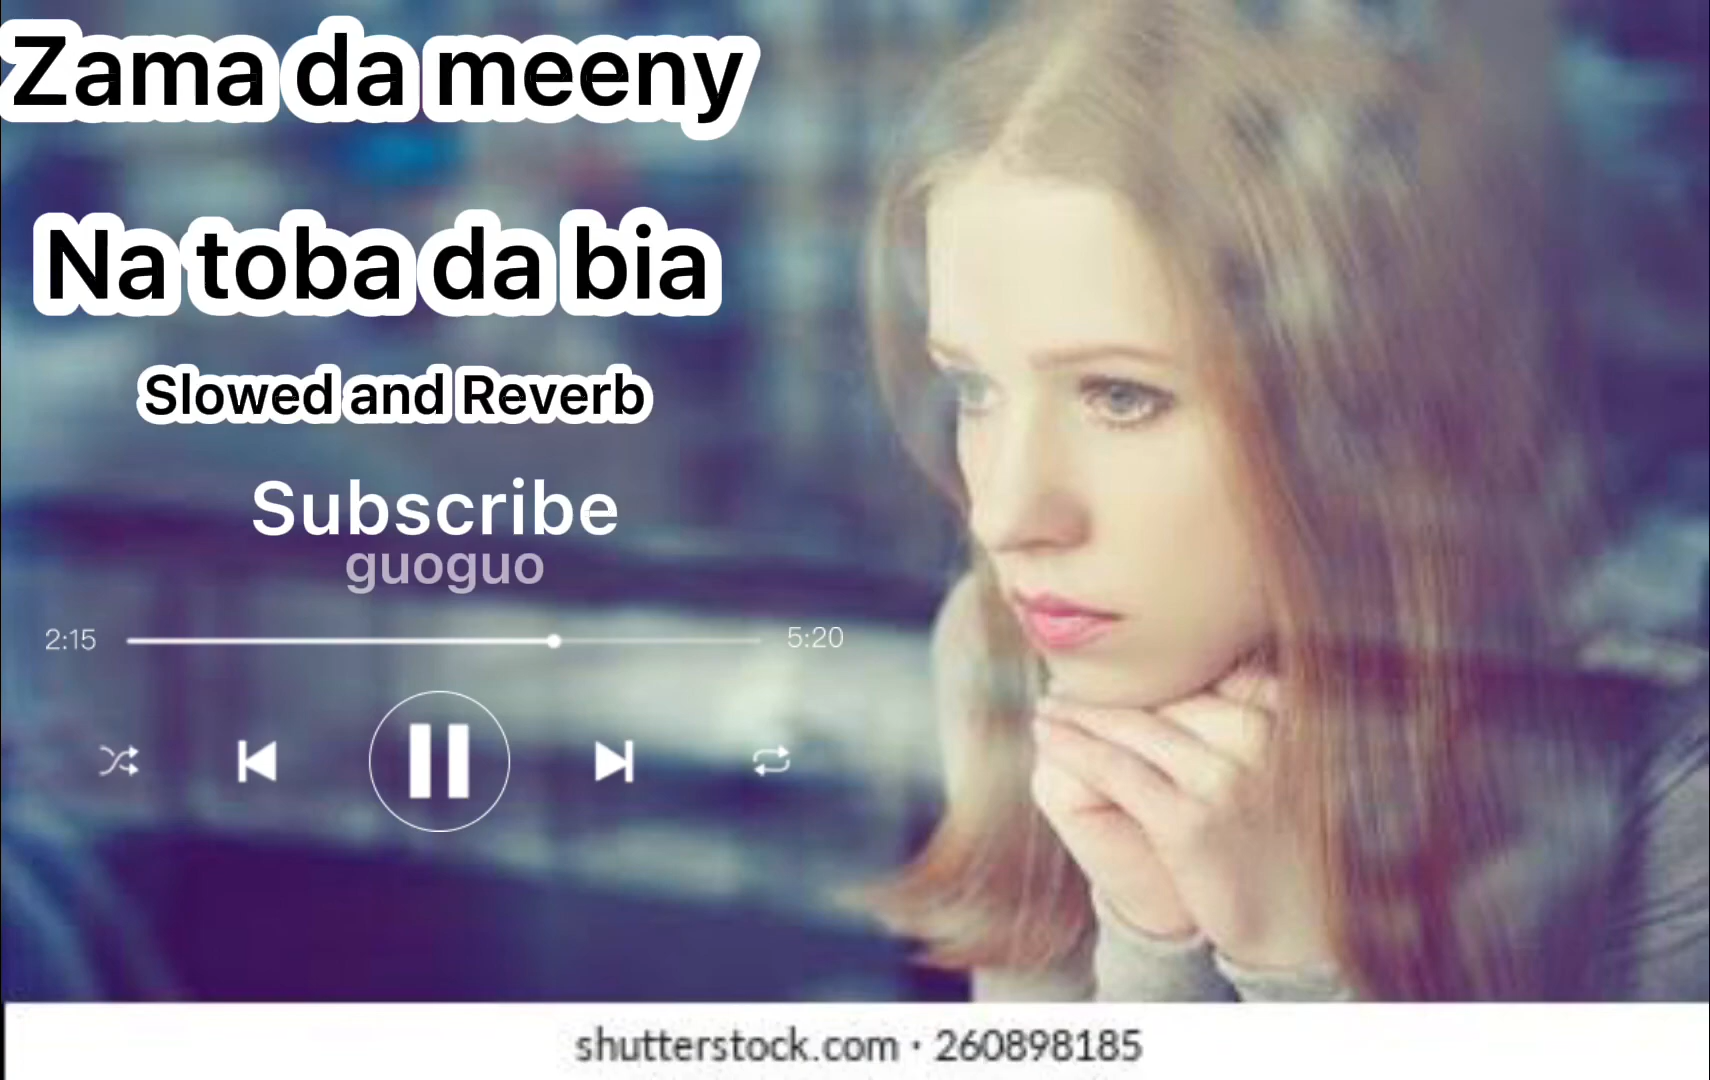 Zama da meeny
Na toba da bia
Slowed and Reverb
Subscribe
guoguo
2:15
5:20
shutterstock.com · 260898185